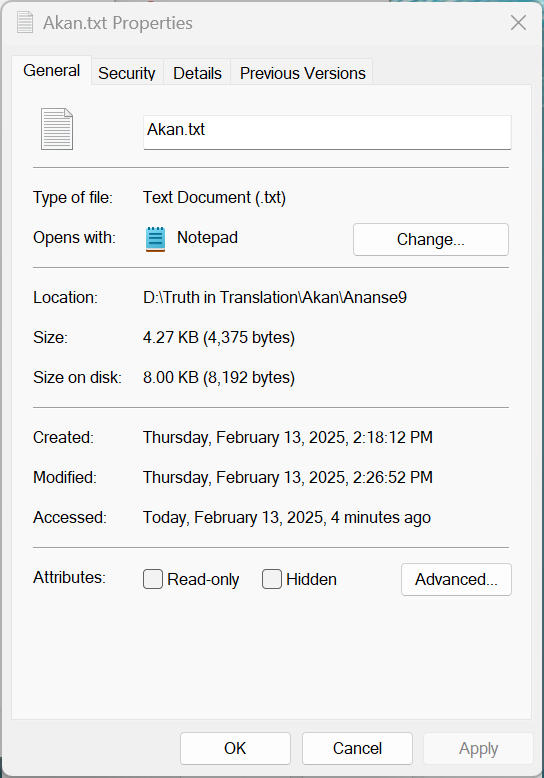 Akan.txt Properties
General Security Details Previous Versions
Akan.txt
Type of file: Text Document (.txt)
Opens with: Notepad Change...
Location: D:\Truth in Translation\Akan\Ananse9
Size: 4.27 KB (4,375 bytes)
Size on disk: 8.00 KB (8,192 bytes)
Created: Thursday, February 13, 2025, 2:18:12 PM
Modified: Thursday, February 13, 2025, 2:26:52 PM
Accessed: Today, February 13, 2025, 4 minutes ago
Attributes: Read-only Hidden Advanced...
OK Cancel Apply